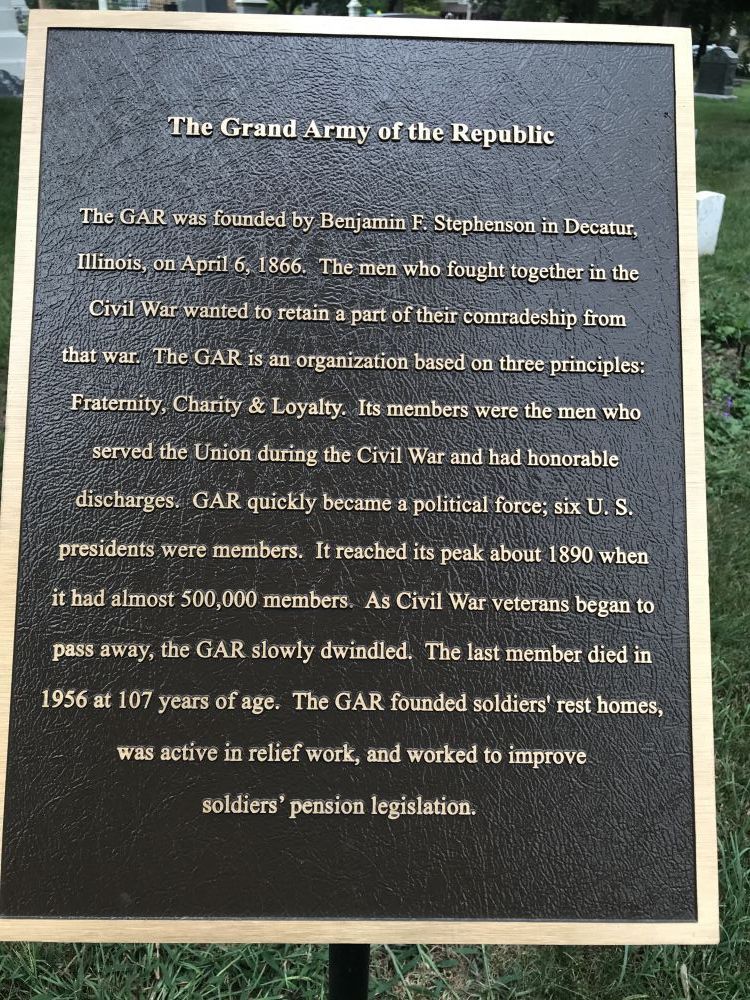 The Grand Army of the Republic
The GAR was founded by Benjamin F. Stephenson in Decatur,
Illinois, on April 6, 1866. The men who fought together in the
Civil War wanted to retain a part of their comradeship from
that war. The GAR is an organization based on three principles:
Fraternity, Charity & Loyalty. Its members were the men who
served the Union during the Civil War and had honorable
discharges. GAR quickly became a political force; six U. S.
presidents were members. It reached its peak about 1890 when
it had almost 500,000 members. As Civil War veterans began to
pass away, the GAR slowly dwindled. The last member died in
1956 at 107 years of age. The GAR founded soldiers' rest homes,
was active in relief work, and worked to improve
soldiers’ pension legislation.